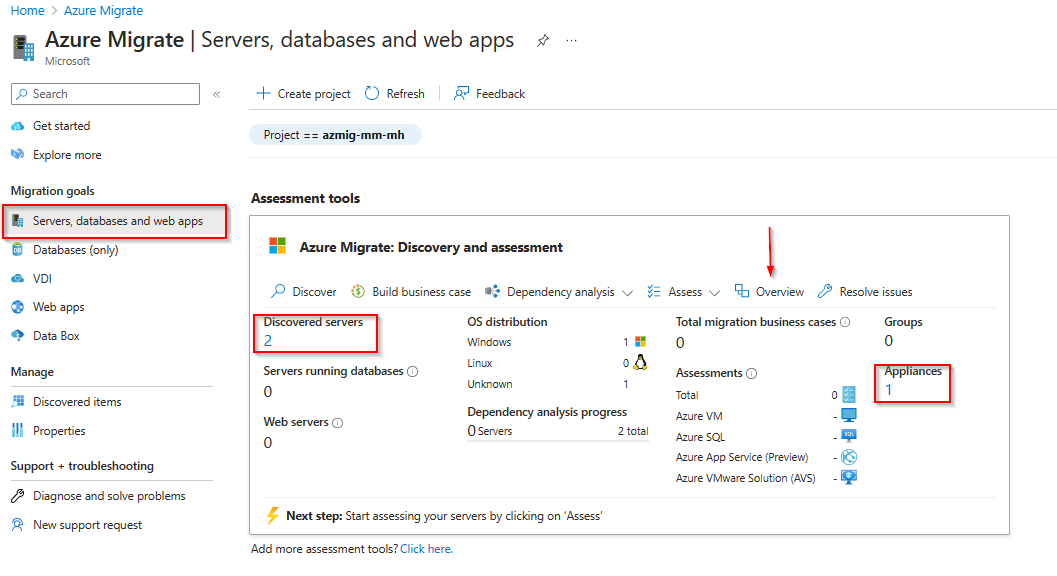 Home > Azure Migrate
Azure Migrate | Servers, databases and web apps ...
Microsoft
Search
«
Create project
Refresh
Feedback
Get started
Explore more
Project == azmig-mm-mh
Migration goals
Servers, databases and web apps
Databases (only)
VDI
Web apps
Data Box
Manage
Discovered items
Properties
Support + troubleshooting
Diagnose and solve problems
New support request
Assessment tools
Azure Migrate: Discovery and assessment
Discover
Build business case
Dependency analysis
Assess
Overview
Resolve issues
Discovered servers
2
Servers running databases
0
Web servers
0
OS distribution
Windows 1
Linux 0
Unknown 1
Dependency analysis progress
0 Servers 2 total
Total migration business cases
0
Assessments
Total 0
Azure VM -
Azure SQL - SQL
Azure App Service (Preview) -
Azure VMware Solution (AVS) -
Groups
0
Appliances
1
Next step: Start assessing your servers by clicking on ‘Assess’
Add more assessment tools? Click here.